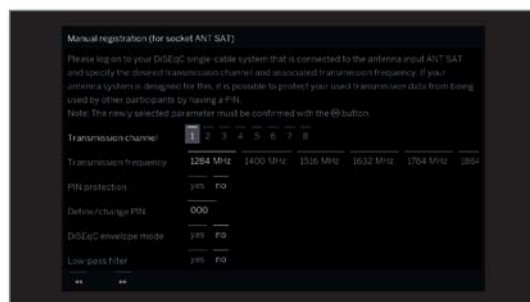 Manual registration (for socket ANT SAT)
Please log on to your DiSEqC single-cable system that is connected to the antenna input ANT SAT
and specify the desired transmission channel and associated transmission frequency. If your
antenna system is designed for this, it is possible to protect your used transmission data from being
used by other participants by having a PIN.
Note: The newly selected parameter must be confirmed with the button.
Transmission channel 1 2 3 4 5 6 7 8
Transmission frequency 1284 MHz 1400 MHz 1516 MHz 1632 MHz 1784 MHz 1864
PIN protection yes no
Define/change PIN 000
DiSEqC envelope mode yes no
Low-pass filter yes no